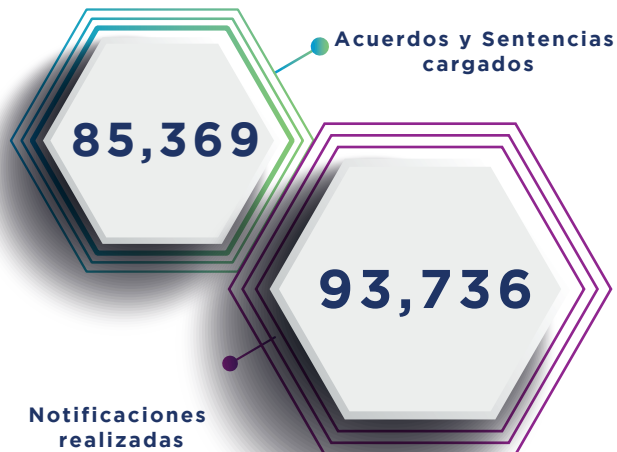 Acuerdos y Sentencias
cargados
85,369
93,736
Notificaciones
realizadas